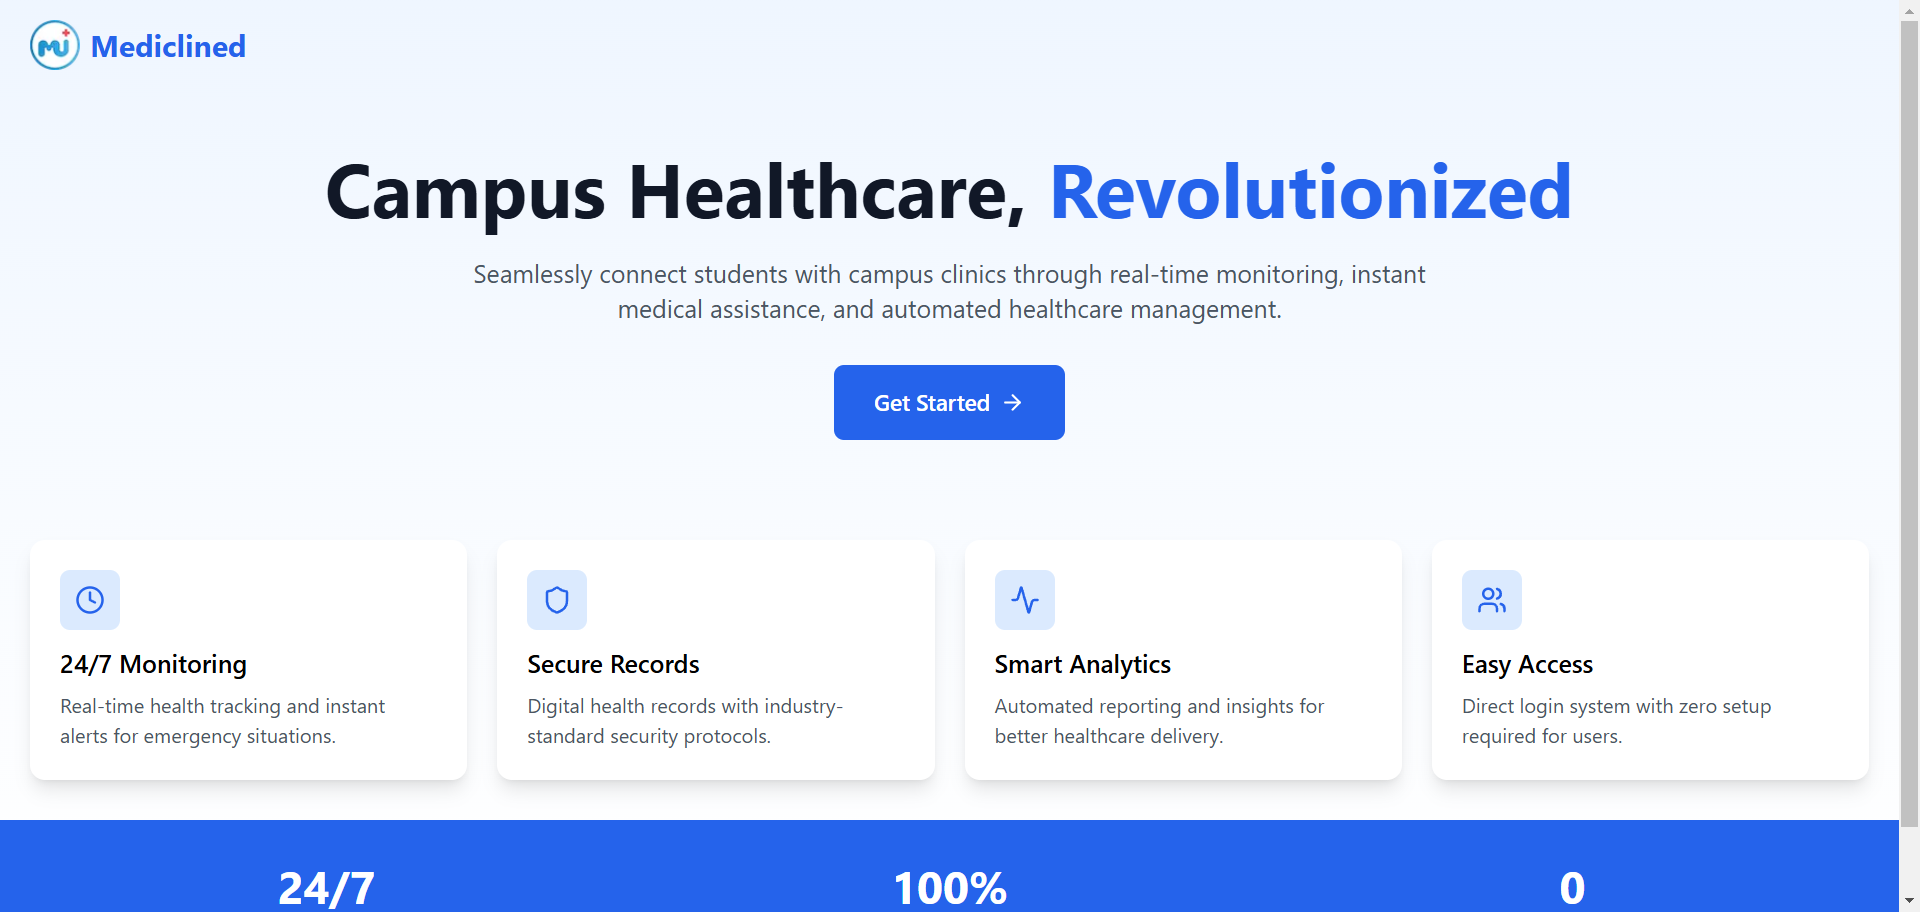 Mediclined
Campus Healthcare, Revolutionized
Seamlessly connect students with campus clinics through real-time monitoring, instant
medical assistance, and automated healthcare management.
Get Started
24/7 Monitoring
Real-time health tracking and instant
alerts for emergency situations.
Secure Records
Digital health records with industry-
standard security protocols.
Smart Analytics
Automated reporting and insights for
better healthcare delivery.
Easy Access
Direct login system with zero setup
required for users.
24/7
100%
0